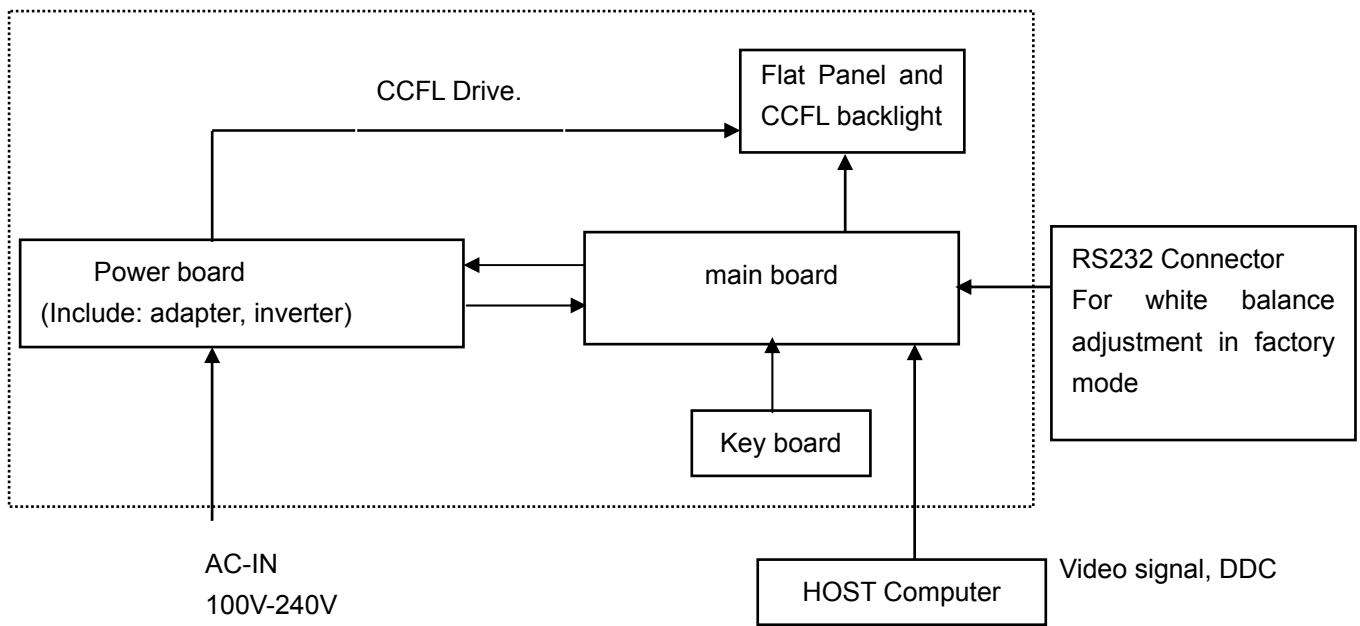 CCFL Drive.
Flat Panel and
CCFL backlight
Power board
(Include: adapter, inverter)
main board
RS232 Connector
For white balance
adjustment in factory
mode
Key board
AC-IN
100V-240V
HOST Computer
Video signal, DDC